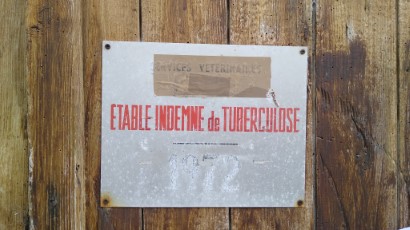 SERVICES VETERINAIRES
ETABLE INDEMNE de TUBERCULOSE
1972